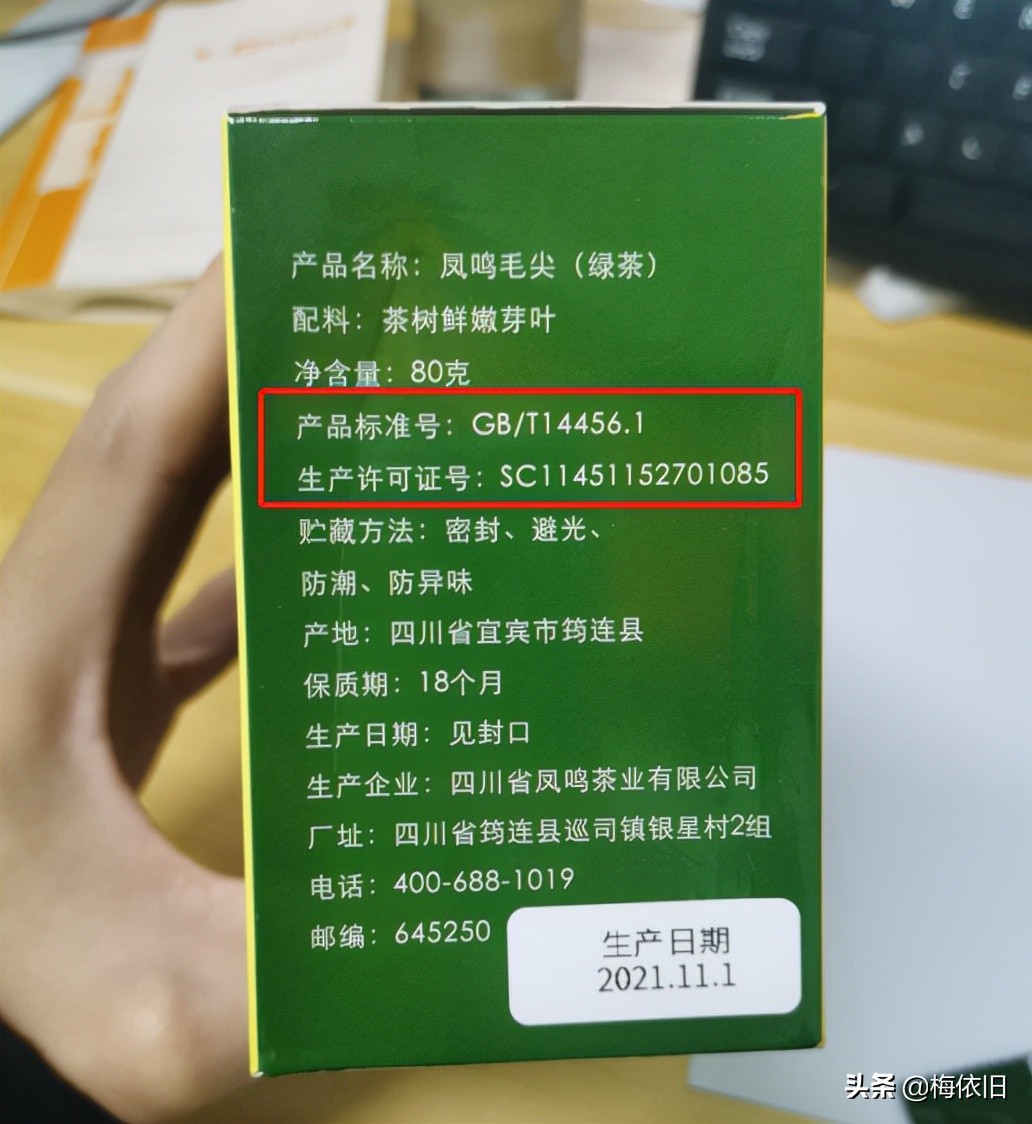 产品名称：凤鸣毛尖（绿茶）
配料：茶树鲜嫩芽叶
净含量：80克
产品标准号：GB/T14456.1
生产许可证号：SC11451152701085
贮藏方法：密封、避光、
防潮、防异味
产地：四川省宜宾市筠连县
保质期：18个月
生产日期：见封口
生产企业：四川省凤鸣茶业有限公司
厂址：四川省筠连县巡司镇银星村2组
电话：400-688-1019
邮编：645250
生产日期
2021.11.1
头条 @梅依旧